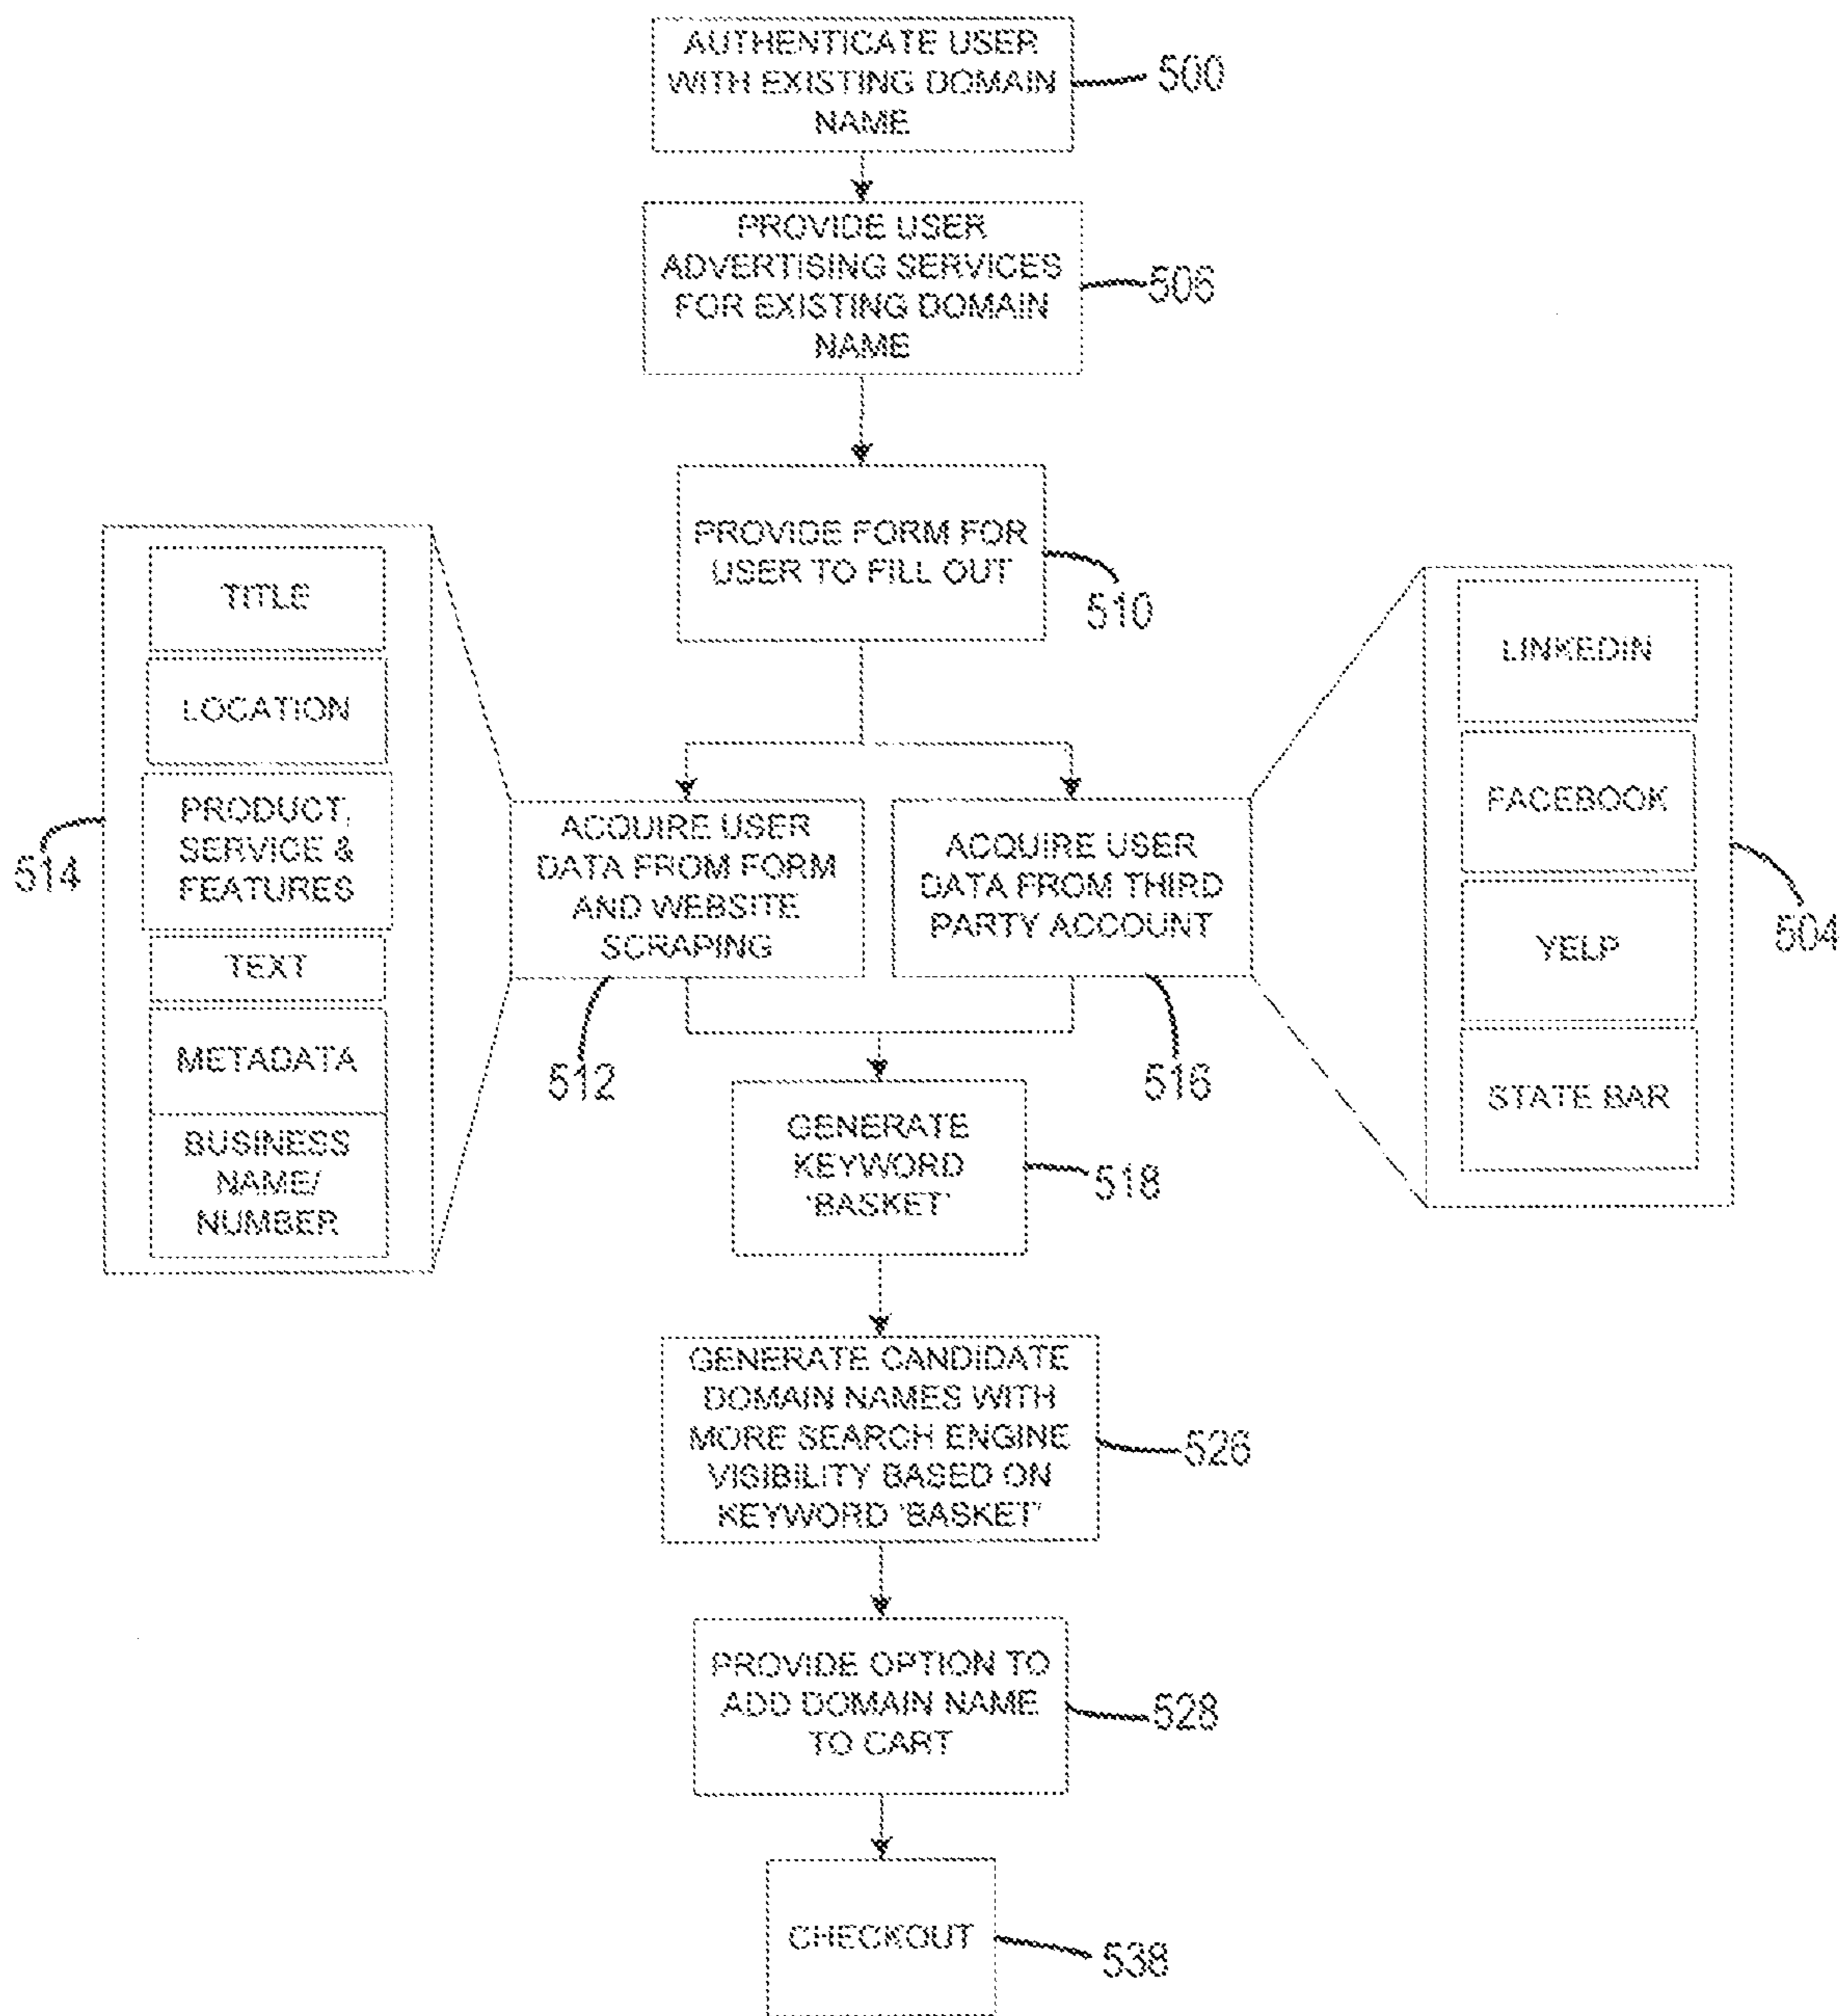 AUTHENTICATE USER
WITH EXISTING DOMAIN
NAME
500
PROVIDE USER
ADVERTISING SERVICES
FOR EXISTING DOMAIN
NAME
506
PROVIDE FORM FOR
USER TO FILL OUT
510
TITLE
LOCATION
PRODUCT,
SERVICE &
FEATURES
TEXT
METADATA
BUSINESS
NAME/
NUMBER
514
ACQUIRE USER
DATA FROM FORM
AND WEBSITE
SCRAPING
512
ACQUIRE USER
DATA FROM THIRD
PARTY ACCOUNT
516
LINKEDIN
FACEBOOK
YELP
STATE BAR
504
GENERATE
KEYWORD
'BASKET'
518
GENERATE CANDIDATE
DOMAIN NAMES WITH
MORE SEARCH ENGINE
VISIBILITY BASED ON
KEYWORD 'BASKET'
526
PROVIDE OPTION TO
ADD DOMAIN NAME
TO CART
528
CHECKOUT
538